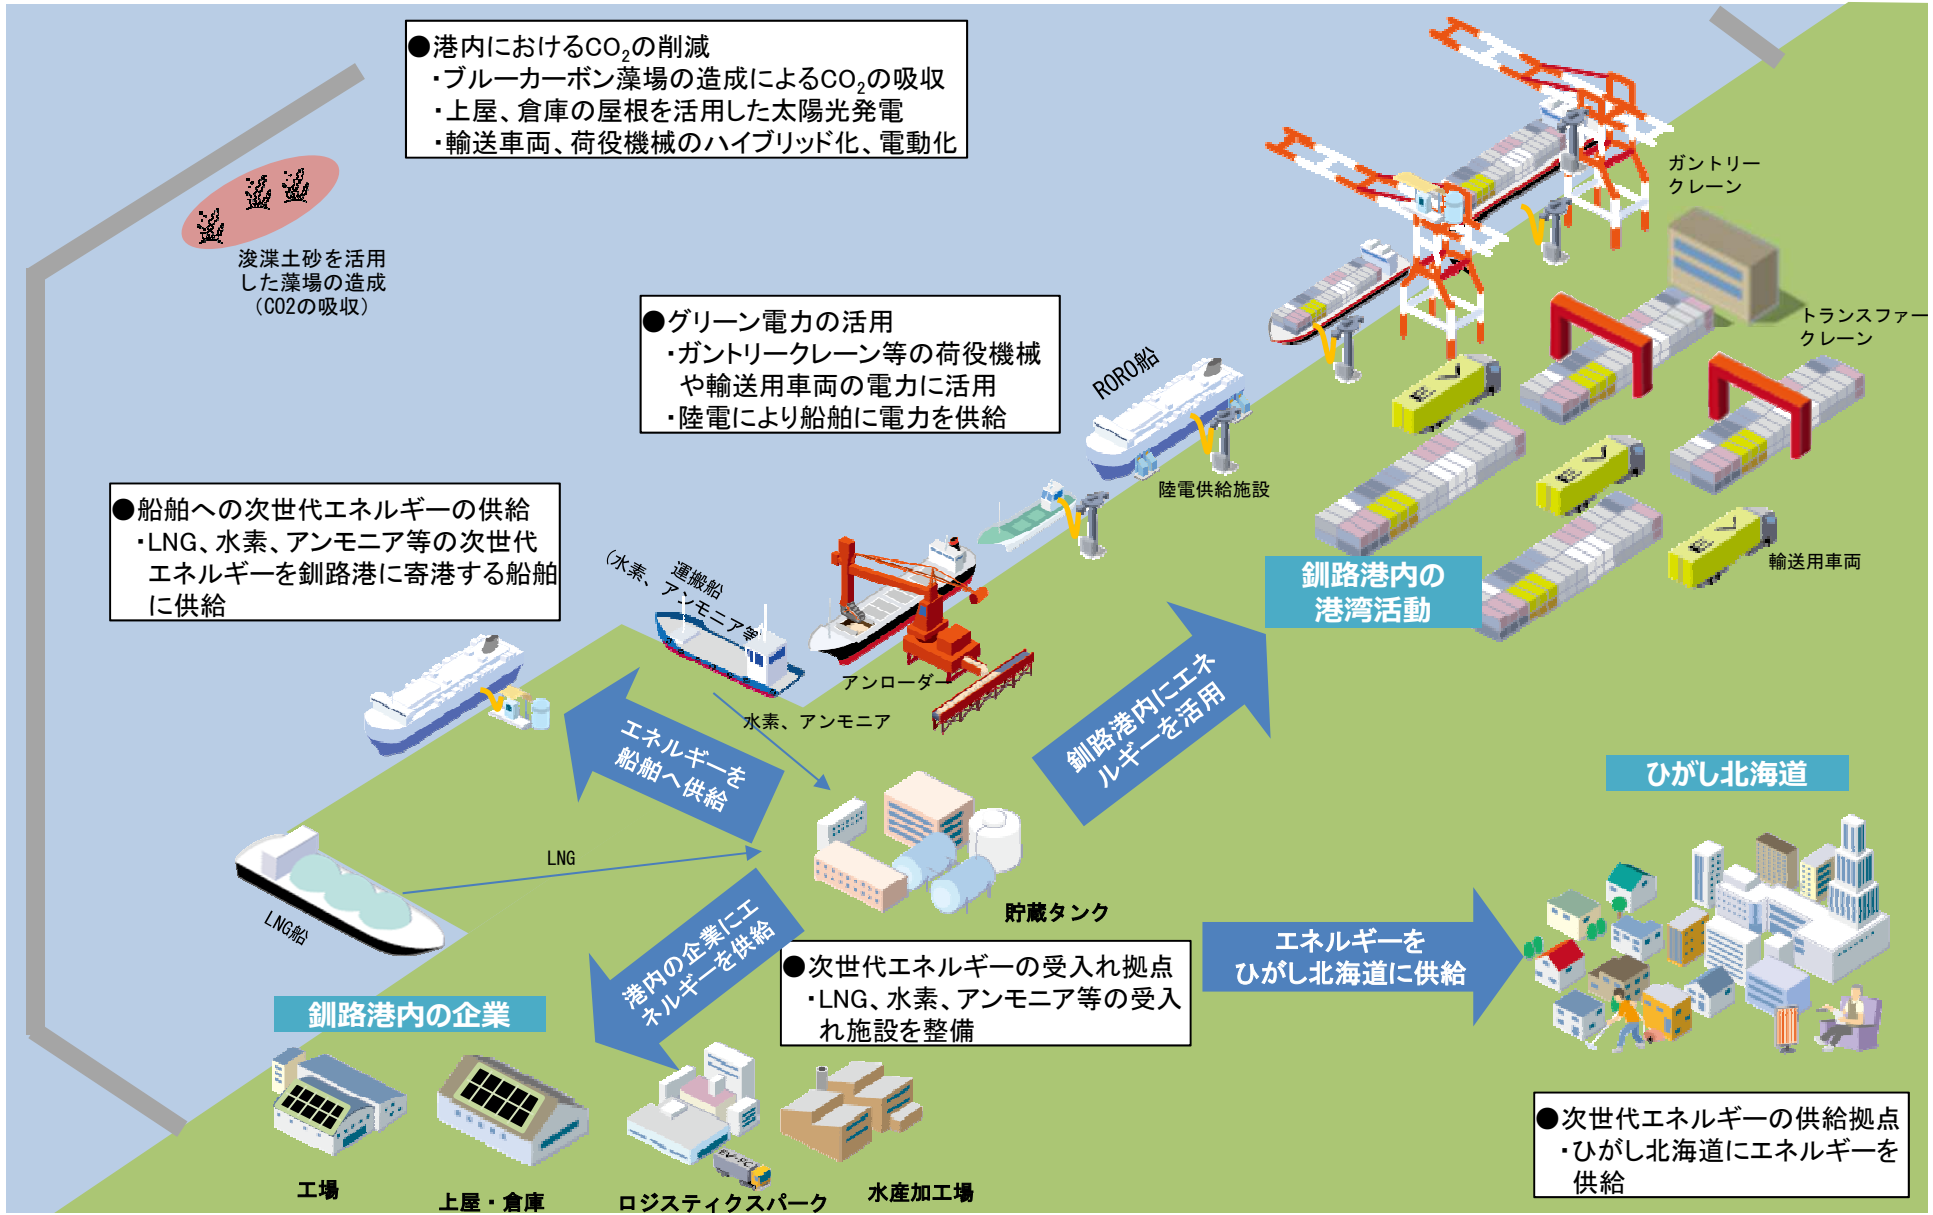 ●港内におけるCO₂の削減
・ブルーカーボン藻場の造成によるCO₂の吸収
・上屋、倉庫の屋根を活用した太陽光発電
・輸送車両、荷役機械のハイブリッド化、電動化
ガントリー
クレーン
浚渫土砂を活用
した藻場の造成
(CO2の吸収)
●グリーン電力の活用
・ガントリークレーン等の荷役機械
や輸送用車両の電力に活用
・陸電により船舶に電力を供給
トランスファー
クレーン
RORO船
陸電供給施設
●船舶への次世代エネルギーの供給
・LNG、水素、アンモニア等の次世代
エネルギーを釧路港に寄港する船舶
に供給
運搬船
(水素、アンモニア等
釧路港内の
港湾活動
輸送用車両
アンローダー
水素、アンモニア
エネルギーを
船舶へ供給
釧路港内にエネ
ルギーを活用
ひがし北海道
LNG
LNG船
貯蔵タンク
港内の企業にエ
ネルギーを供給
●次世代エネルギーの受入れ拠点
・LNG、水素、アンモニア等の受入
れ施設を整備
エネルギーを
ひがし北海道に供給
釧路港内の企業
工場
上屋・倉庫
ロジスティクスパーク
水産加工場
●次世代エネルギーの供給拠点
・ひがし北海道にエネルギーを
供給